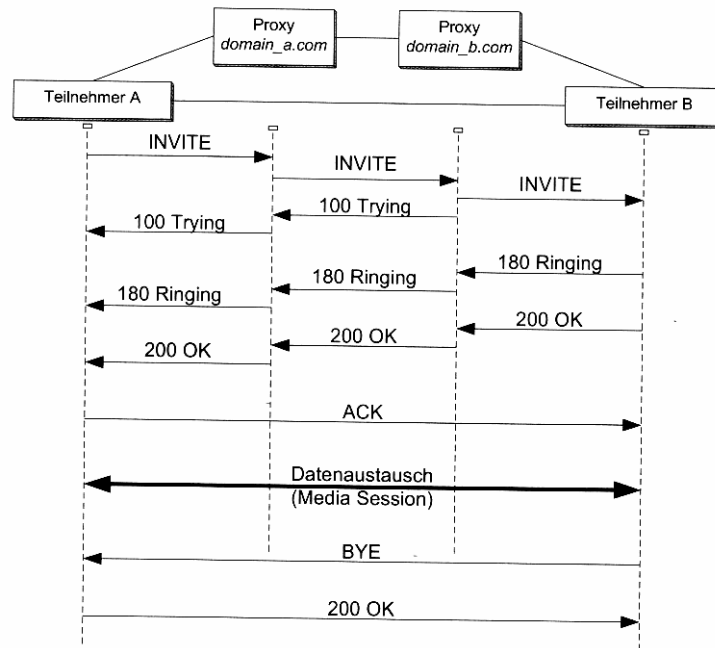 Proxy
domain_a.com
Proxy
domain_b.com
Teilnehmer A
Teilnehmer B
INVITE
INVITE
INVITE
100 Trying
100 Trying
180 Ringing
180 Ringing
180 Ringing
200 OK
200 OK
200 OK
ACK
Datenaustausch
(Media Session)
BYE
200 OK